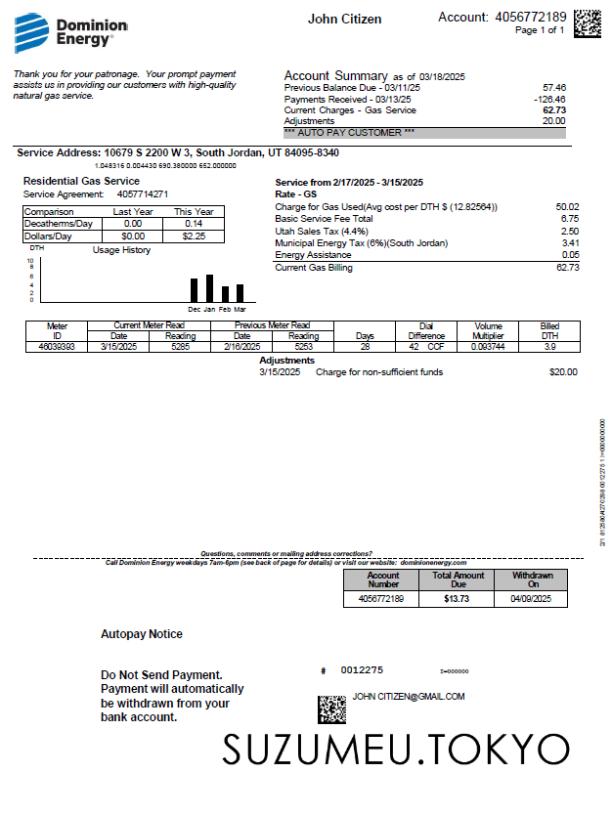 Dominion Energy®
John Citizen
Account: 4056772189
Page 1 of 1
Thank you for your patronage. Your prompt payment
assists us in providing our customers with high-quality
natural gas service.
Account Summary as of 03/18/2025
Previous Balance Due - 03/11/25 57.46
Payments Received - 03/13/25 -126.46
Current Charges - Gas Service 62.73
Adjustments 20.00
*** AUTO PAY CUSTOMER ***
Service Address: 10679 S 2200 W 3, South Jordan, UT 84095-8340
1.048316 0.004430 690.380000 652.000000
Residential Gas Service
Service Agreement: 4057714271
Comparison Last Year This Year
Decatherms/Day 0.00 0.14
Dollars/Day $0.00 $2.25
DTH Usage History
10
8
6
4
2
0
Dec Jan Feb Mar
Service from 2/17/2025 - 3/15/2025
Rate - GS
Charge for Gas Used(Avg cost per DTH $ (12.82564)) 50.02
Basic Service Fee Total 6.75
Utah Sales Tax (4.4%) 2.50
Municipal Energy Tax (6%)(South Jordan) 3.41
Energy Assistance 0.05
Current Gas Billing 62.73
Meter ID Current Meter Read Previous Meter Read Days Dial Difference Volume Multiplier Billed DTH
Date Reading Date Reading
46039393 3/15/2025 5285 2/16/2025 5253 28 42 CCF 0.093744 3.9
Adjustments
3/15/2025 Charge for non-sufficient funds $20.00
Questions, comments or mailing address corrections?
Call Dominion Energy weekdays 7am-6pm (see back of page for details) or visit our website: dominionenergy.com
Account Number Total Amount Due Withdrawn On
4056772189 $13.73 04/09/2025
Autopay Notice
Do Not Send Payment.
Payment will automatically
be withdrawn from your
bank account.
# 0012275
JOHN CITIZEN@GMAIL.COM
SUZUMEU.TOKYO